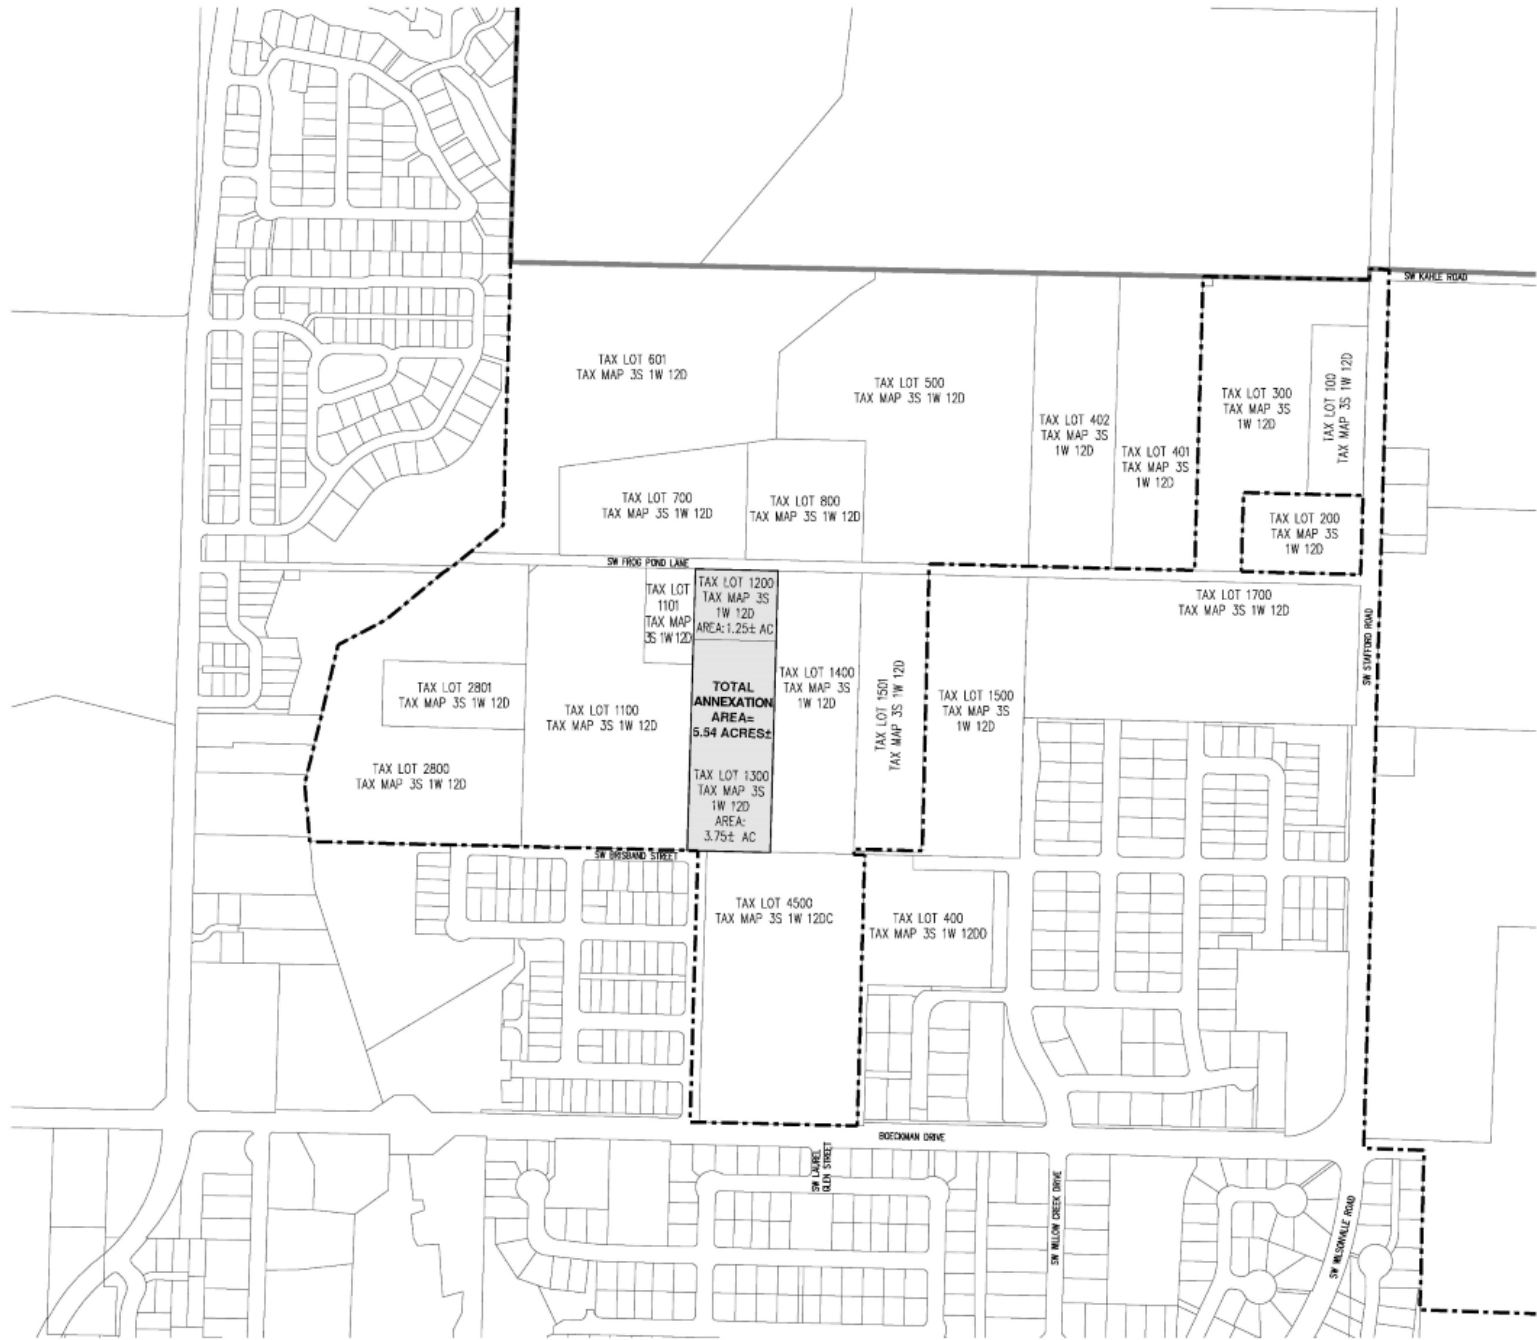 SW KAHLE ROAD
TAX LOT 601
TAX MAP 3S 1W 12D
TAX LOT 500
TAX MAP 3S 1W 12D
TAX LOT 402
TAX MAP 3S
1W 12D
TAX LOT 401
TAX MAP 3S
1W 12D
TAX LOT 300
TAX MAP 3S
1W 12D
TAX LOT 100
TAX MAP 3S 1W 12D
TAX LOT 700
TAX MAP 3S 1W 12D
TAX LOT 800
TAX MAP 3S 1W 12D
TAX LOT 200
TAX MAP 3S
1W 12D
SW FROG POND LANE
TAX LOT
1101
TAX MAP
3S 1W 12D
TAX LOT 1200
TAX MAP 3S
1W 12D
AREA: 1.25± AC
TAX LOT 1700
TAX MAP 3S 1W 12D
SW STAFFORD ROAD
TAX LOT 2801
TAX MAP 3S 1W 12D
TAX LOT 1100
TAX MAP 3S 1W 12D
TOTAL
ANNEXATION
AREA=
5.54 ACRES±
TAX LOT 1400
TAX MAP 3S
1W 12D
TAX LOT 1501
TAX MAP 3S 1W 12D
TAX LOT 1500
TAX MAP 3S
1W 12D
TAX LOT 2800
TAX MAP 3S 1W 12D
TAX LOT 1300
TAX MAP 3S
1W 12D
AREA:
3.75± AC
SW BRISBAND STREET
TAX LOT 4500
TAX MAP 3S 1W 12DC
TAX LOT 400
TAX MAP 3S 1W 12DD
BOECKMAN DRIVE
SW LAUREL
GLEN STREET
SW WILLOW CREEK DRIVE
SW WILSONVILLE ROAD